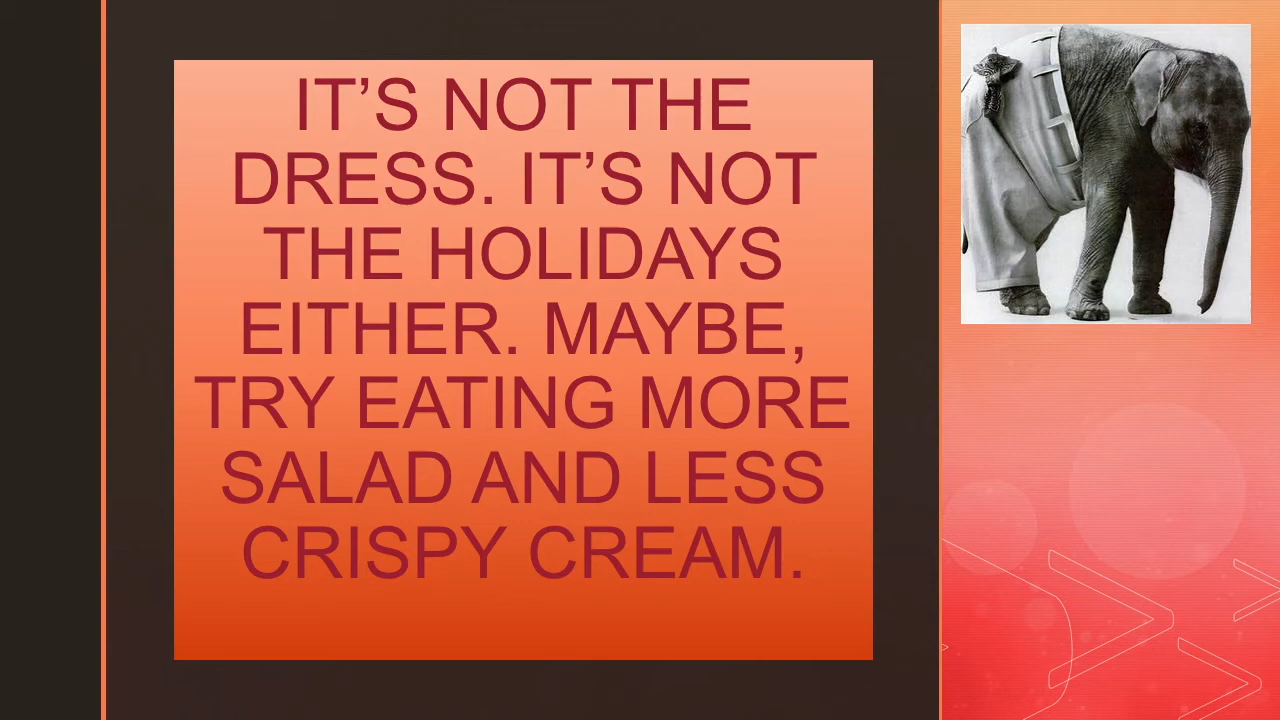 IT’S NOT THE
DRESS. IT’S NOT
THE HOLIDAYS
EITHER. MAYBE,
TRY EATING MORE
SALAD AND LESS
CRISPY CREAM.